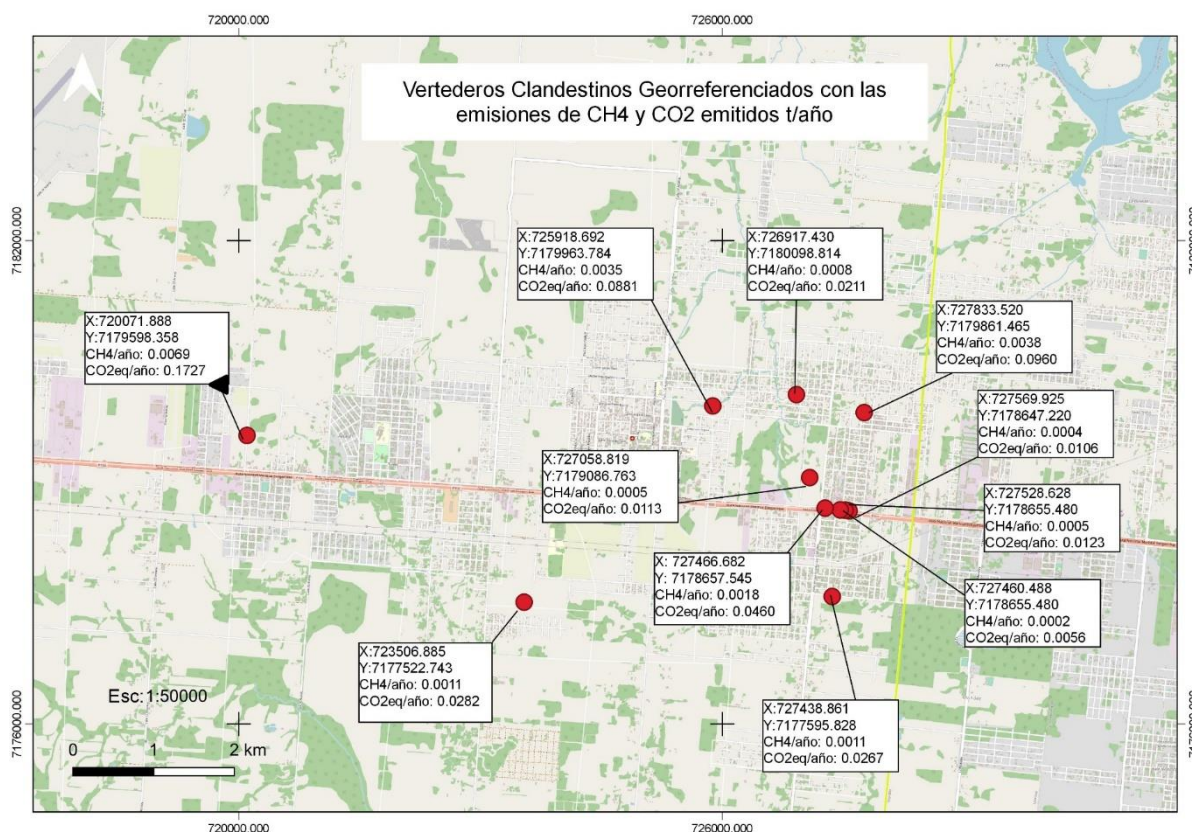 720000.000
726000.000
Vertederos Clandestinos Georreferenciados con las
emisiones de CH4 y CO2 emitidos t/año
7182000.000
X:725918.692
Y:7179963.784
CH4/año: 0.0035
CO2eq/año: 0.0881
X:726917.430
Y:7180098.814
CH4/año: 0.0008
CO2eq/año: 0.0211
X:720071.888
Y:7179598.358
CH4/año: 0.0069
CO2eq/año: 0.1727
X:727833.520
Y:7179861.465
CH4/año: 0.0038
CO2eq/año: 0.0960
X:727569.925
Y:7178647.220
CH4/año: 0.0004
CO2eq/año: 0.0106
X:727058.819
Y:7179086.763
CH4/año: 0.0005
CO2eq/año: 0.0113
X:727528.628
Y:7178655.480
CH4/año: 0.0005
CO2eq/año: 0.0123
X: 727466.682
Y: 7178657.545
CH4/año: 0.0018
CO2eq/año: 0.0460
X:727460.488
Y:7178655.480
CH4/año: 0.0002
CO2eq/año: 0.0056
X:723506.885
Y:7177522.743
CH4/año: 0.0011
CO2eq/año: 0.0282
X:727438.861
Y:7177595.828
CH4/año: 0.0011
CO2eq/año: 0.0267
Esc:1:50000
0 1 2 km
7176000.000
720000.000
726000.000